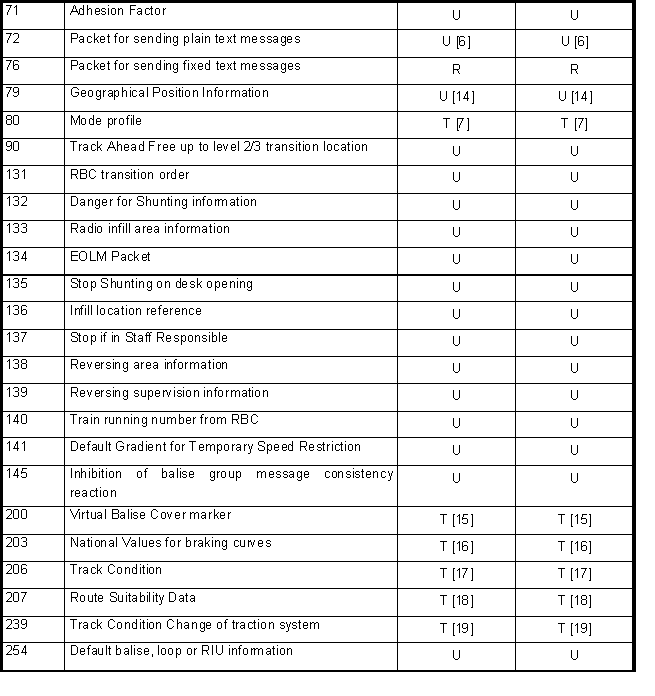 71 Adhesion Factor U U
72 Packet for sending plain text messages U [6] U [6]
76 Packet for sending fixed text messages R R
79 Geographical Position Information U [14] U [14]
80 Mode profile T [7] T [7]
90 Track Ahead Free up to level 2/3 transition location U U
131 RBC transition order U U
132 Danger for Shunting information U U
133 Radio infill area information U U
134 EOLM Packet U U
135 Stop Shunting on desk opening U U
136 Infill location reference U U
137 Stop if in Staff Responsible U U
138 Reversing area information U U
139 Reversing supervision information U U
140 Train running number from RBC U U
141 Default Gradient for Temporary Speed Restriction U U
145 Inhibition of balise group message consistency U U
reaction
200 Virtual Balise Cover marker T [15] T [15]
203 National Values for braking curves T [16] T [16]
206 Track Condition T [17] T [17]
207 Route Suitability Data T [18] T [18]
239 Track Condition Change of traction system T [19] T [19]
254 Default balise, loop or RIU information U U